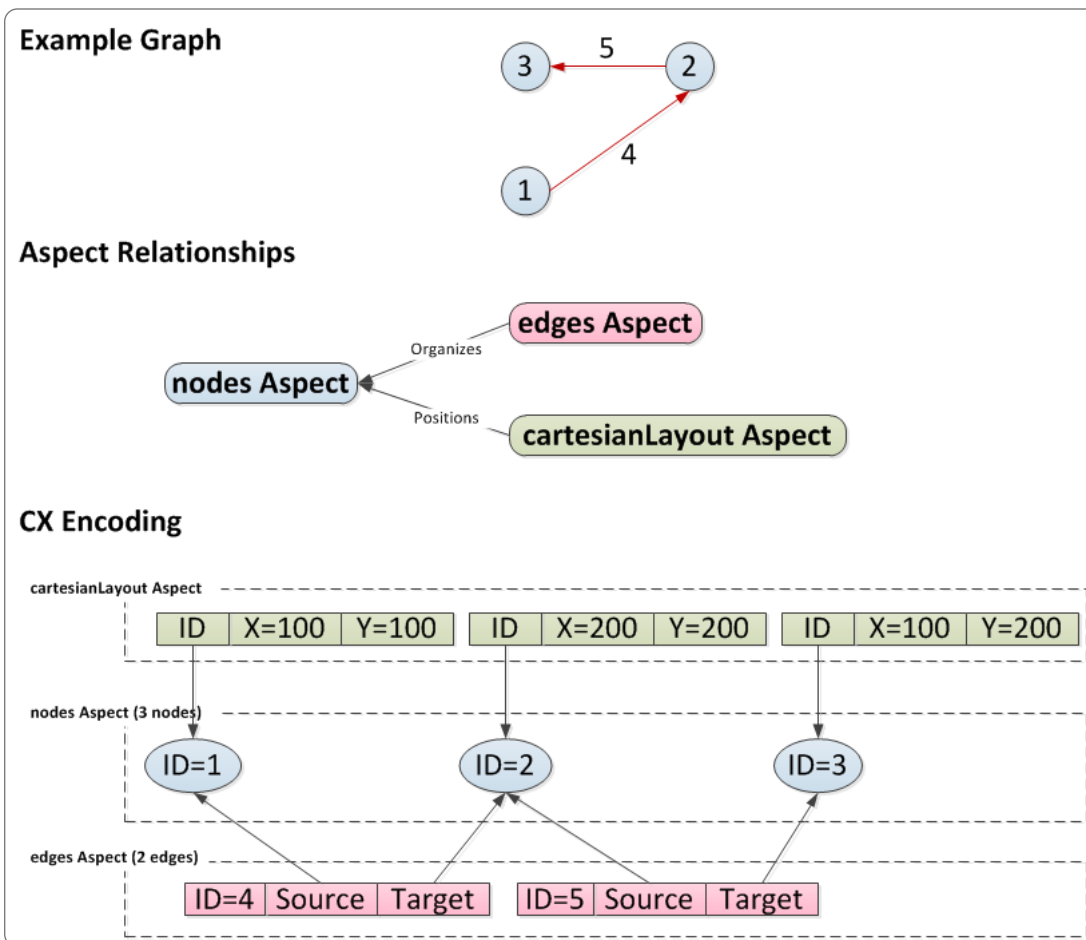 Example Graph
3 5 2
4
1
Aspect Relationships
edges Aspect
Organizes
nodes Aspect
Positions
cartesianLayout Aspect
CX Encoding
cartesianLayout Aspect
ID X=100 Y=100 ID X=200 Y=200 ID X=100 Y=200
nodes Aspect (3 nodes)
ID=1 ID=2 ID=3
edges Aspect (2 edges)
ID=4 Source Target ID=5 Source Target